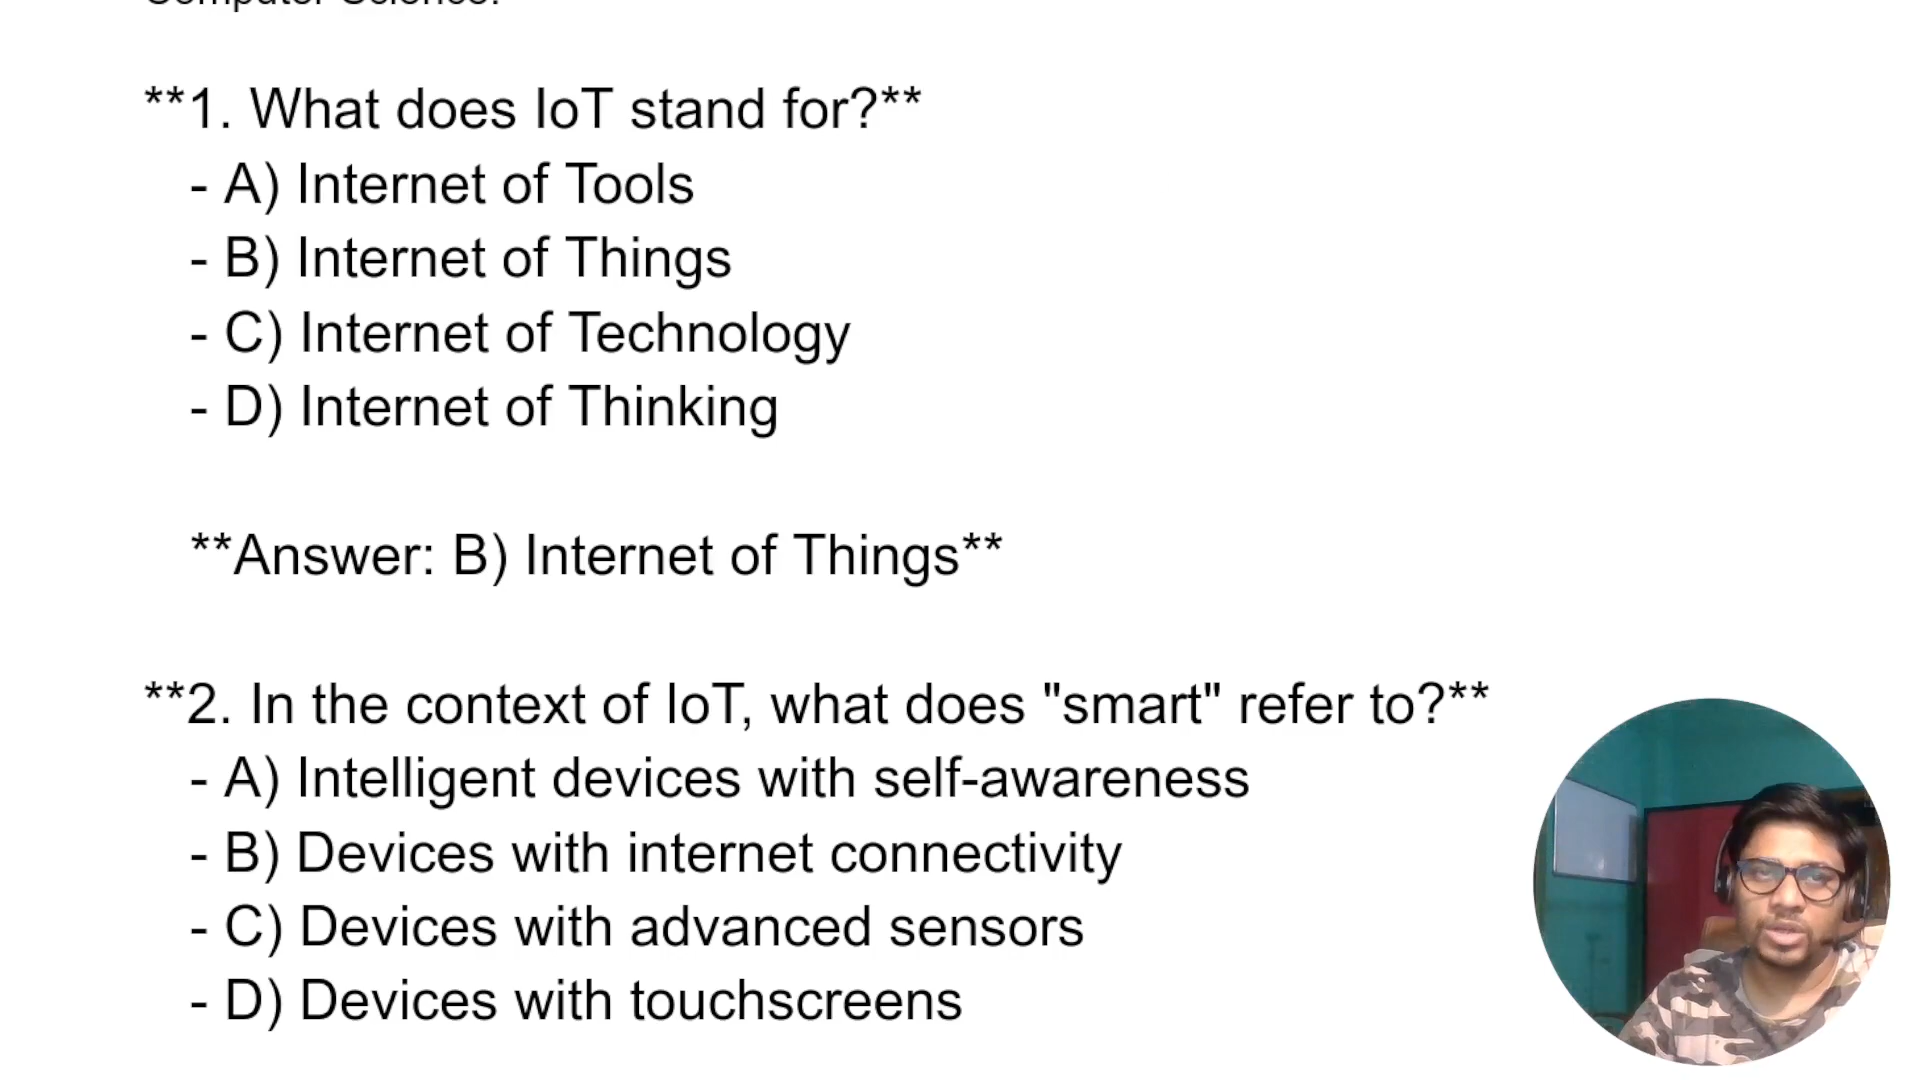 Computer Science.
**1. What does IoT stand for?**
- A) Internet of Tools
- B) Internet of Things
- C) Internet of Technology
- D) Internet of Thinking
**Answer: B) Internet of Things**
**2. In the context of IoT, what does "smart" refer to?**
- A) Intelligent devices with self-awareness
- B) Devices with internet connectivity
- C) Devices with advanced sensors
- D) Devices with touchscreens